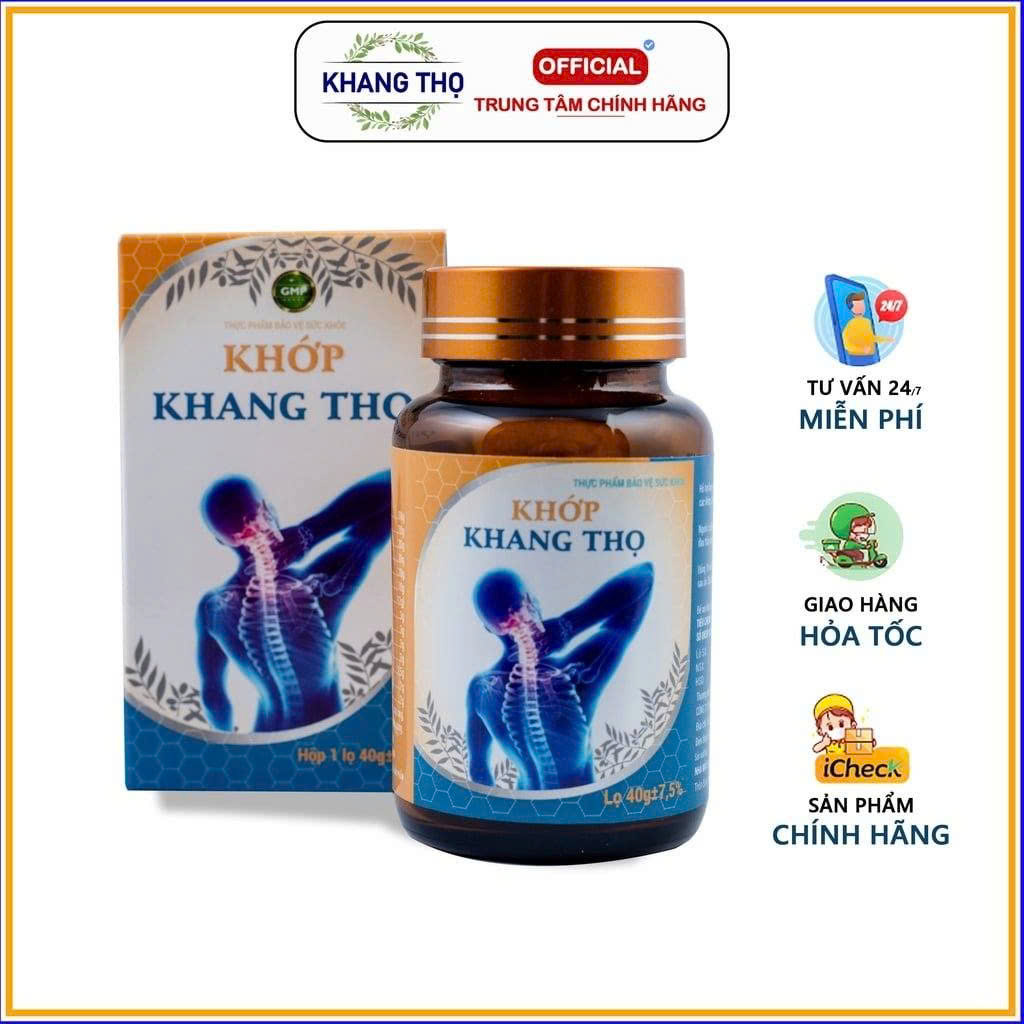 KHANG THỌ
OFFICIAL
TRUNG TÂM CHÍNH HÃNG
GMP
THỰC PHẨM BẢO VỆ SỨC KHỎE
KHỚP
KHANG THỌ
Hộp 1 lọ 40g±
THỰC PHẨM BẢO VỆ SỨC KHỎE
KHỚP
KHANG THỌ
Lọ 40g±7,5%
24/7
TƯ VẤN 24/7
MIỄN PHÍ
GIAO HÀNG
HỎA TỐC
iCheck
SẢN PHẨM
CHÍNH HÃNG